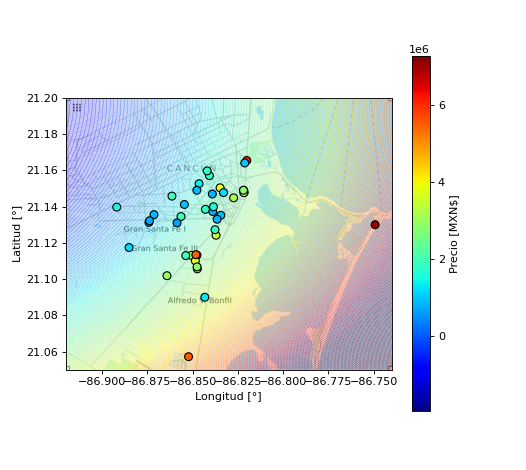 1e6
21.20
21.18
21.16
21.14
21.12
21.10
21.08
21.06
Latitud [°]
CANCÚN
Gran Santa Fe I
Gran Santa Fe III
Alfredo V. Bonfil
−86.900 −86.875 −86.850 −86.825 −86.800 −86.775 −86.750
Longitud [°]
6
4
2
0
Precio [MXN$]